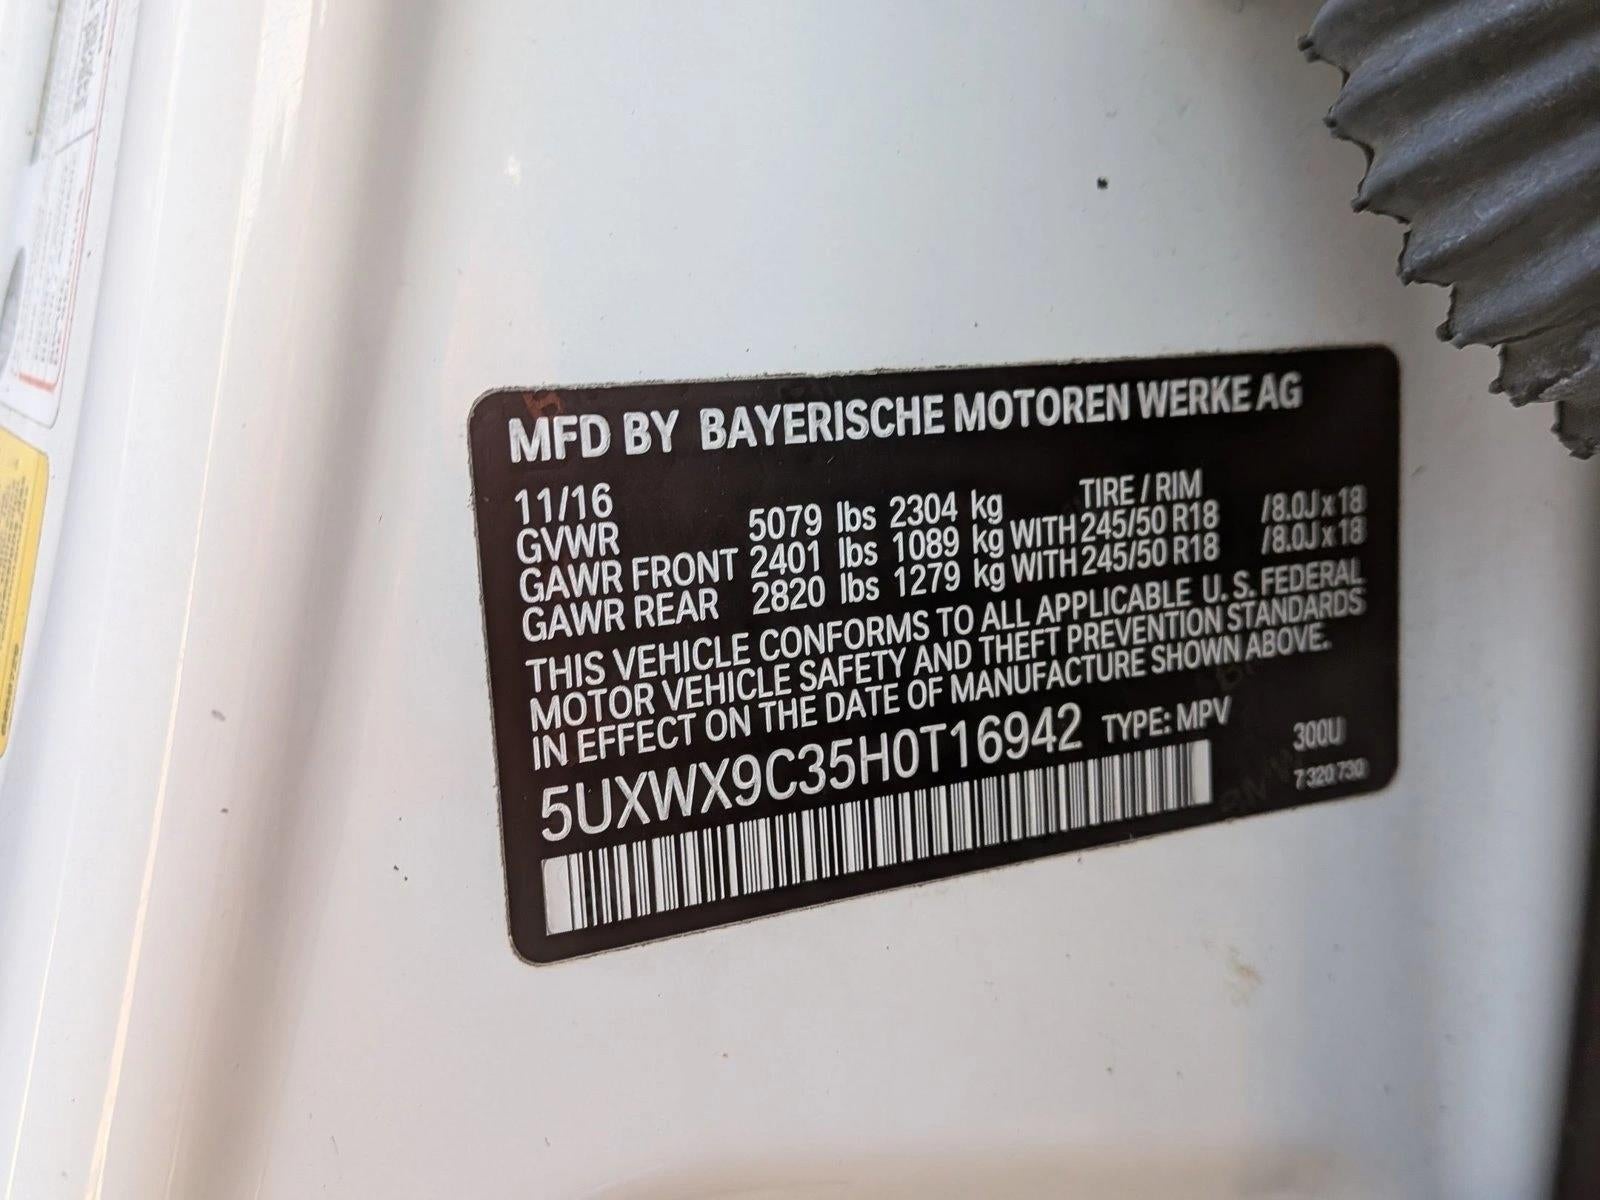 MFD BY BAYERISCHE MOTOREN WERKE AG
11/16 TIRE / RIM
GVWR 5079 lbs 2304 kg
GAWR FRONT 2401 lbs 1089 kg WITH 245/50 R18 /8.0J x 18
GAWR REAR 2820 lbs 1279 kg WITH 245/50 R18 /8.0J x 18
THIS VEHICLE CONFORMS TO ALL APPLICABLE U. S. FEDERAL
MOTOR VEHICLE SAFETY AND THEFT PREVENTION STANDARDS
IN EFFECT ON THE DATE OF MANUFACTURE SHOWN ABOVE.
5UXWX9C35H0T16942 TYPE: MPV
300U
7 320 730